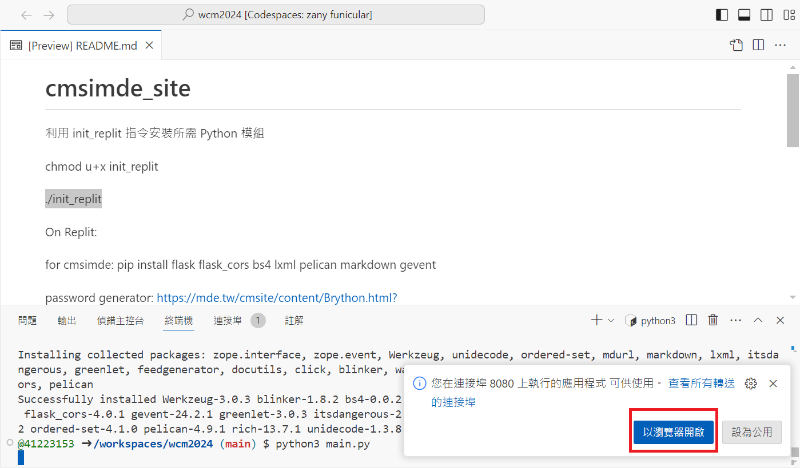 wcm2024 [Codespaces: zany funicular]
[Preview] README.md
cmsimde_site
利用 init_replit 指令安裝所需 Python 模組
chmod u+x init_replit
./init_replit
On Replit:
for cmsimde: pip install flask flask_cors bs4 lxml pelican markdown gevent
password generator: https://mde.tw/cmsite/content/Brython.html?
問題 輸出 偵錯主控台 終端機 連接埠 1 註解
python3
Installing collected packages: zope.interface, zope.event, Werkzeug, unidecode, ordered-set, mdurl, markdown, lxml, itsda
ngerous, greenlet, feedgenerator, docutils, click, blinker, wa
ors, pelican
Successfully installed Werkzeug-3.0.3 blinker-1.8.2 bs4-0.0.2
flask_cors-4.0.1 gevent-24.2.1 greenlet-3.0.3 itsdangerous-2
2 ordered-set-4.1.0 pelican-4.9.1 rich-13.7.1 unidecode-1.3.8
@41223153 ➜/workspaces/wcm2024 (main) $ python3 main.py
您在連接埠 8080 上執行的應用程式 可供使用。 查看所有轉送
的連接埠
以瀏覽器開啟 設為公用